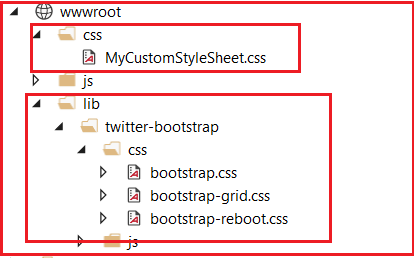 wwwroot
css
MyCustomStyleSheet.css
js
lib
twitter-bootstrap
css
bootstrap.css
bootstrap-grid.css
bootstrap-reboot.css
js